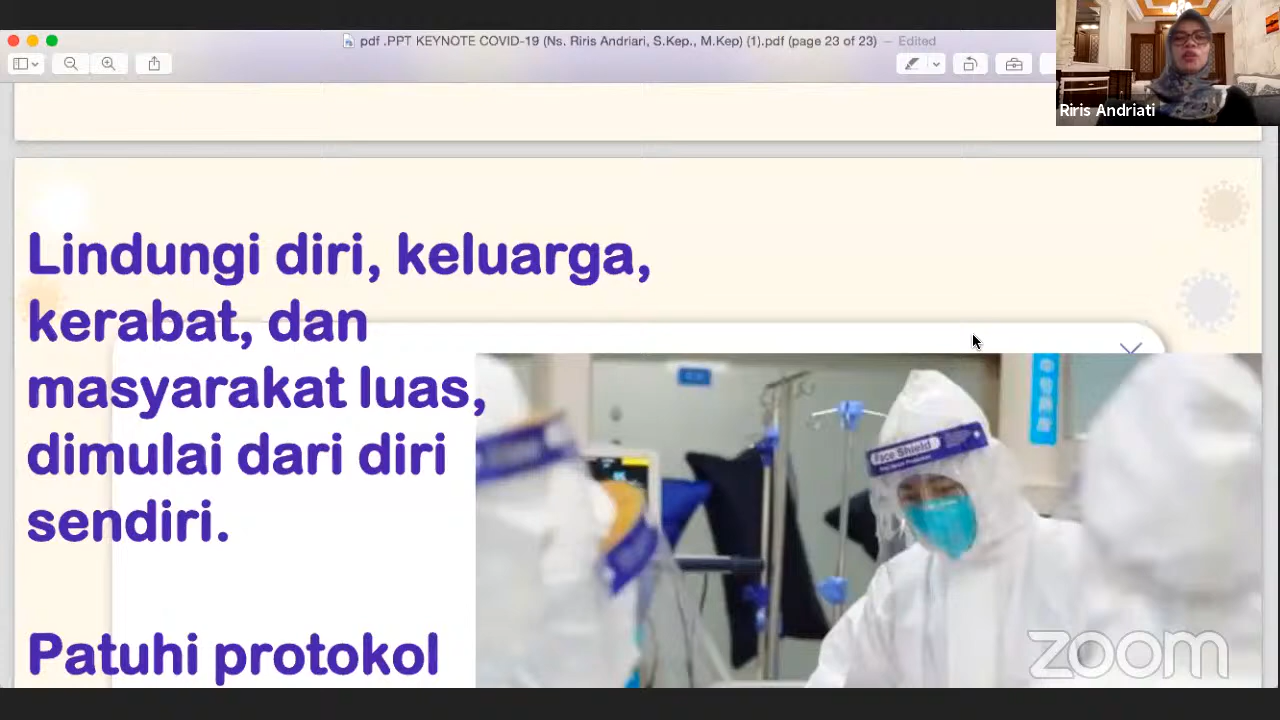 pdf .PPT KEYNOTE COVID-19 (Ns. Riris Andriari, S.Kep., M.Kep) (1).pdf (page 23 of 23) — Edited
Riris Andriati
Lindungi diri, keluarga,
kerabat, dan
masyarakat luas,
dimulai dari diri
sendiri.
Patuhi protokol
Face Shield
zoom